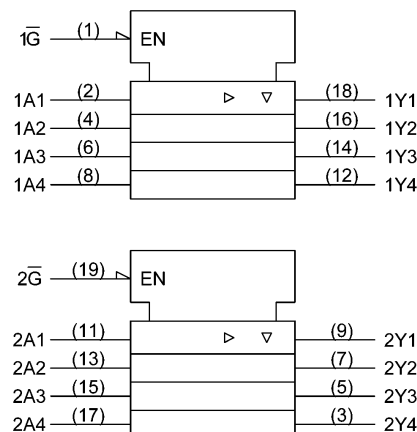 1G̅ (1) EN
1A1 (2) (18) 1Y1
1A2 (4) (16) 1Y2
1A3 (6) (14) 1Y3
1A4 (8) (12) 1Y4
2G̅ (19) EN
2A1 (11) (9) 2Y1
2A2 (13) (7) 2Y2
2A3 (15) (5) 2Y3
2A4 (17) (3) 2Y4